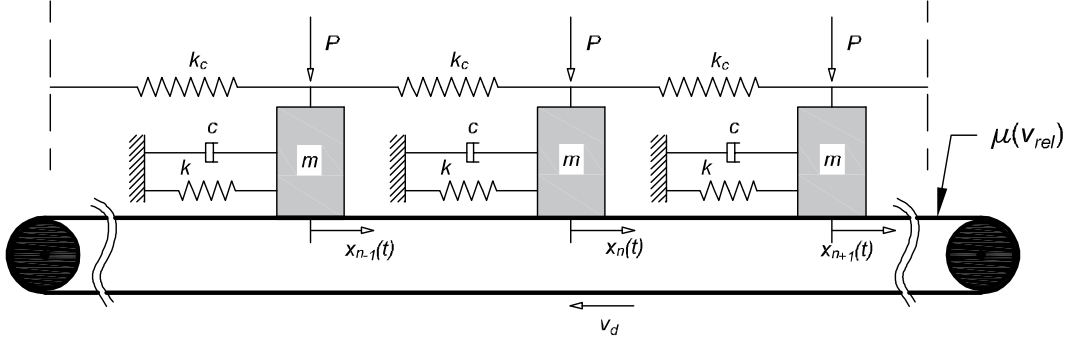 P P P
k_c k_c k_c
c c c
μ(v_rel)
m m m
k k k
x_{n-1}(t) x_n(t) x_{n+1}(t)
v_d